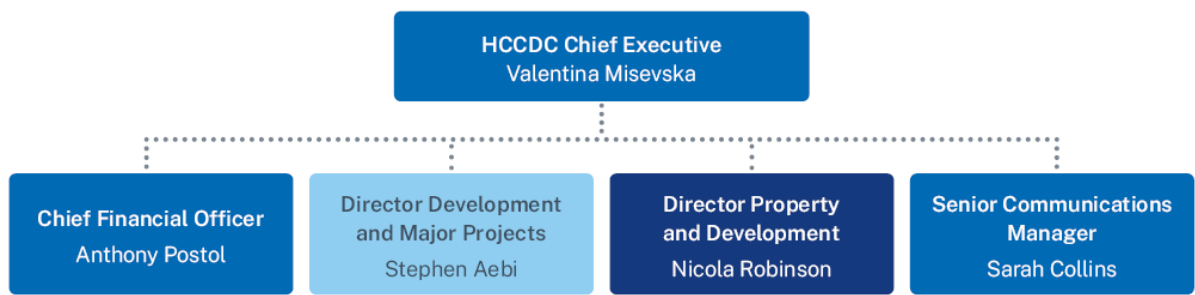 HCCDC Chief Executive
Valentina Misevska
Chief Financial Officer
Anthony Postol
Director Development
and Major Projects
Stephen Aebi
Director Property
and Development
Nicola Robinson
Senior Communications
Manager
Sarah Collins